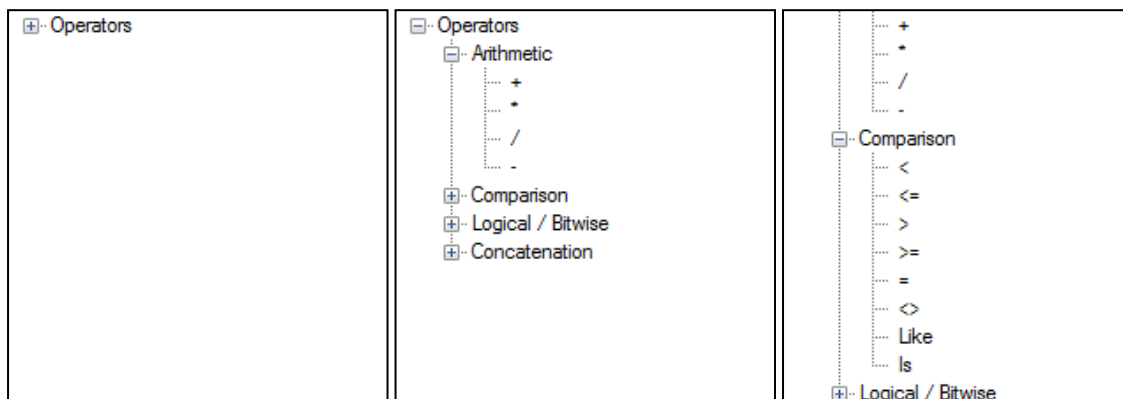 Operators
Operators
Arithmetic
+
*
/
-
Comparison
Logical / Bitwise
Concatenation
+
*
/
-
Comparison
<
<=
>
>=
=
<>
Like
Is
Logical / Bitwise